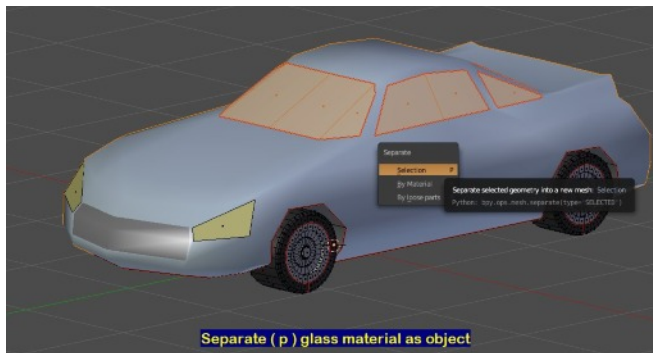 Separate
Selection P
By Material
By loose parts
Separate selected geometry into a new mesh: Selection
Python: bpy.ops.mesh.separate(type='SELECTED')
Separate ( p ) glass material as object